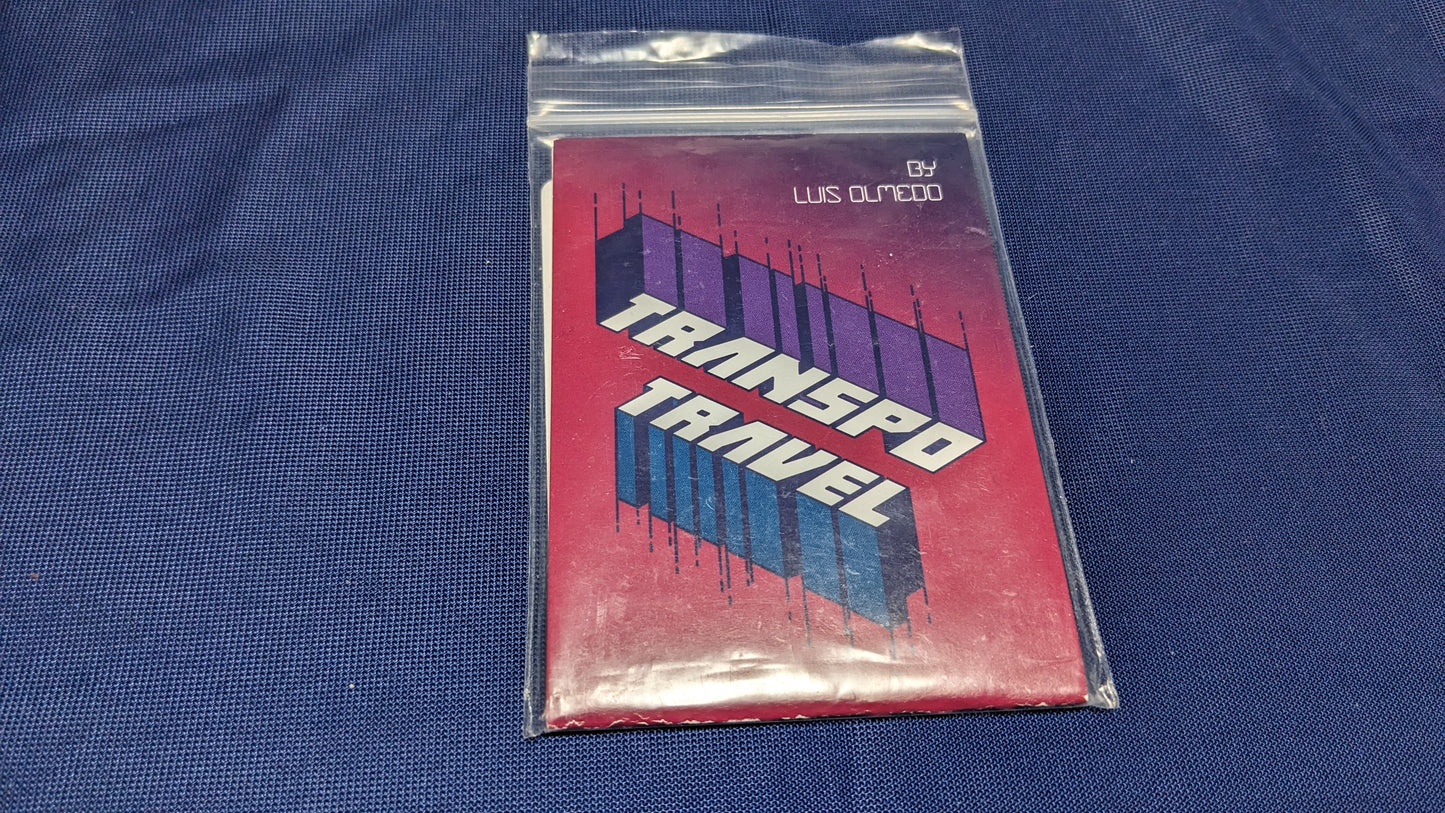 BY
LUIS OLMEDO
TRANSPO
TRAVEL